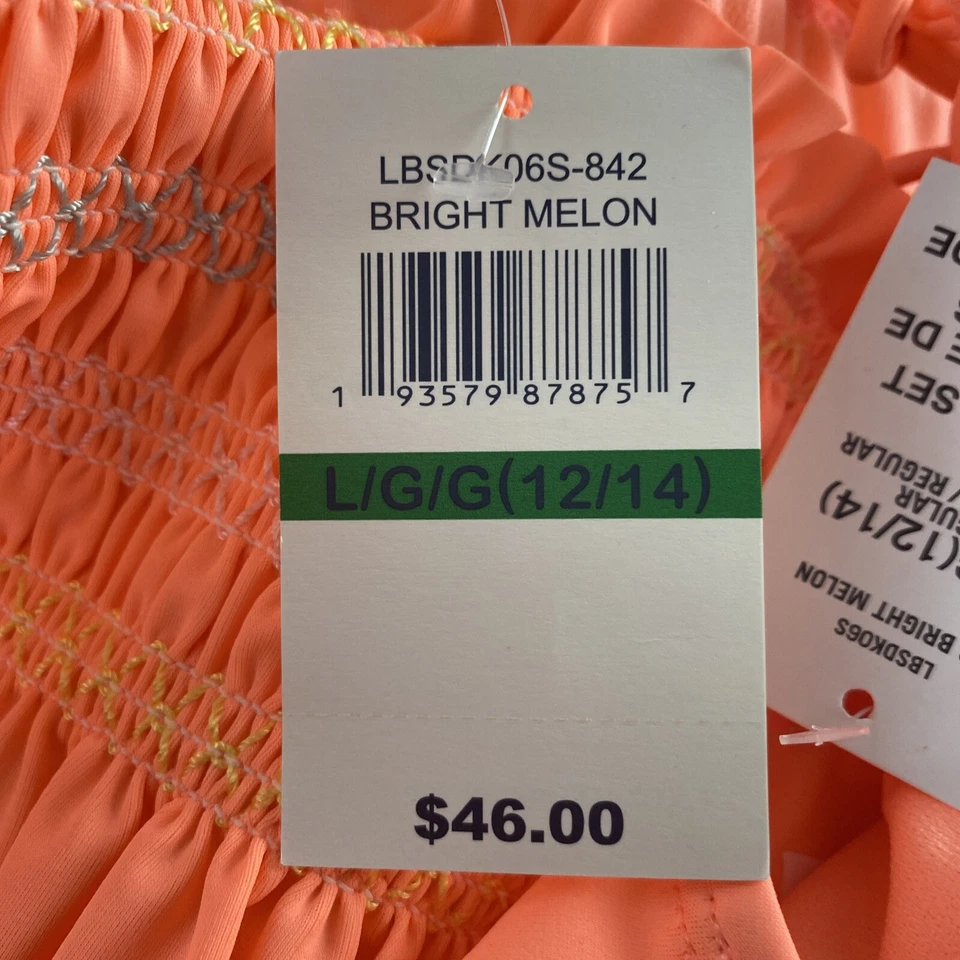 LBSDK06S-842
BRIGHT MELON
1 93579 87875 7
L/G/G(12/14)
$46.00
LBSDK06S
BRIGHT MELON
(12/14)
/ REGULAR
SET
DE
DE